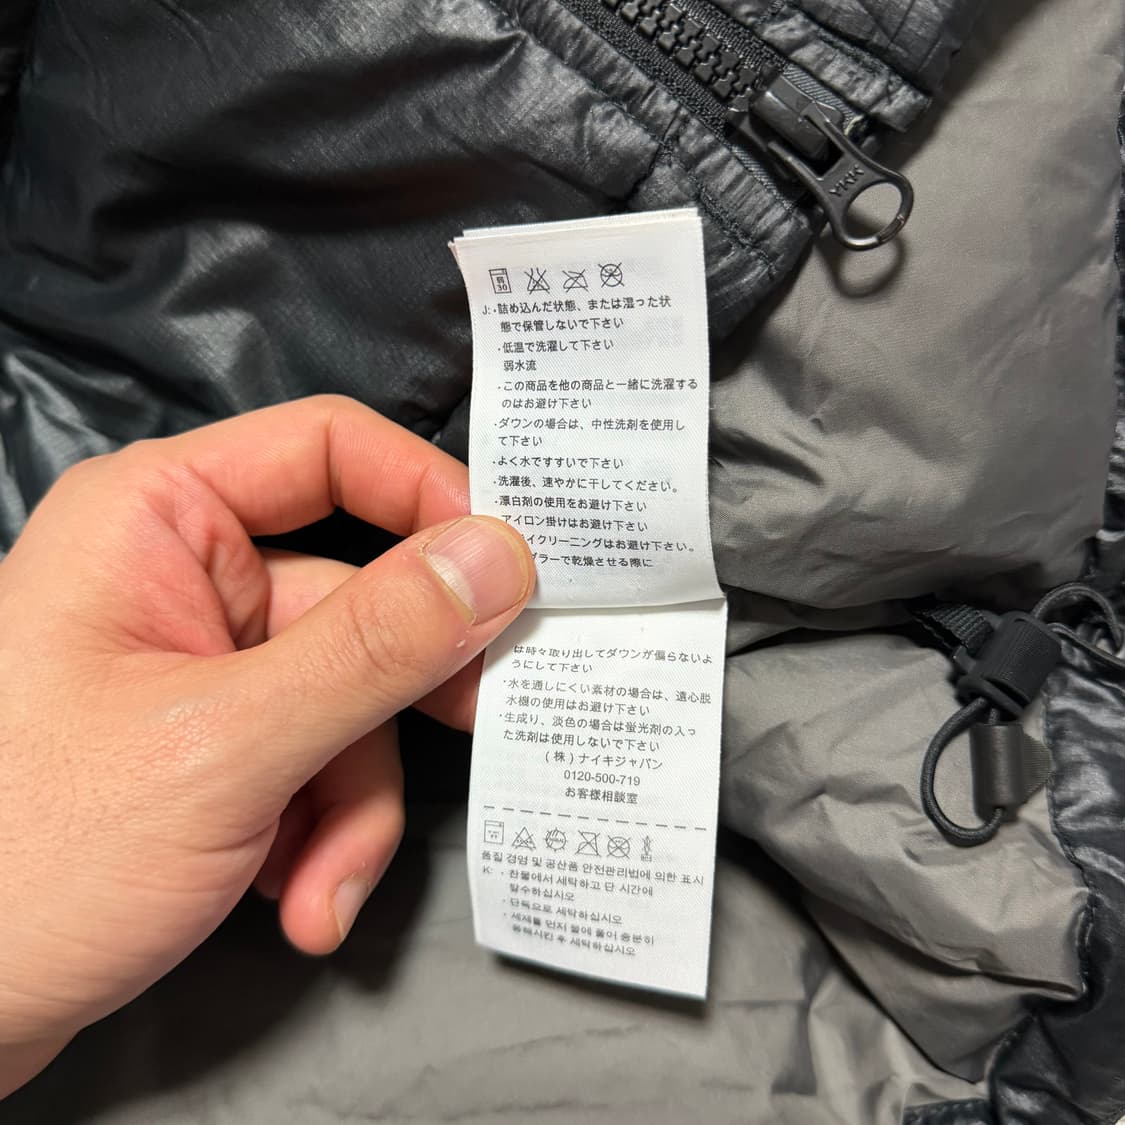 YKK
弱
30
J:・詰め込んだ状態、または湿った状
態で保管しないで下さい
・低温で洗濯して下さい
弱水流
・この商品を他の商品と一緒に洗濯する
のはお避け下さい
・ダウンの場合は、中性洗剤を使用し
て下さい
・よく水ですすいで下さい
・洗濯後、速やかに干してください。
・漂白剤の使用をお避け下さい
アイロン掛けはお避け下さい
イクリーニングはお避け下さい。
ブラーで乾燥させる際に
は時々取り出してダウンが偏らないよ
うにして下さい
・水を通しにくい素材の場合は、遠心脱
水機の使用はお避け下さい
・生成り、淡色の場合は蛍光剤の入っ
た洗剤は使用しないで下さい
(株)ナイキジャパン
0120-500-719
お客様相談室
품질 경영 및 공산품 안전관리법에 의한 표시
K: ・찬물에서 세탁하고 단 시간에
탈수하십시오
・단독으로 세탁하십시오
・세제를 먼저 물에 풀어 충분히
용해시킨 후 세탁하십시오